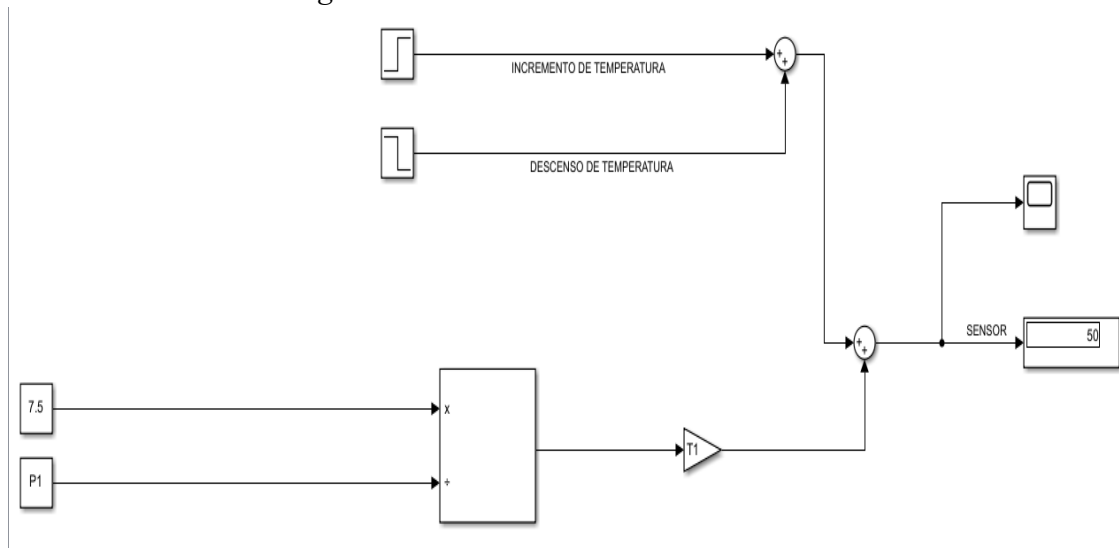 INCREMENTO DE TEMPERATURA
+
+
DESCENSO DE TEMPERATURA
SENSOR
50
+
+
7.5
x
T1
P1
÷